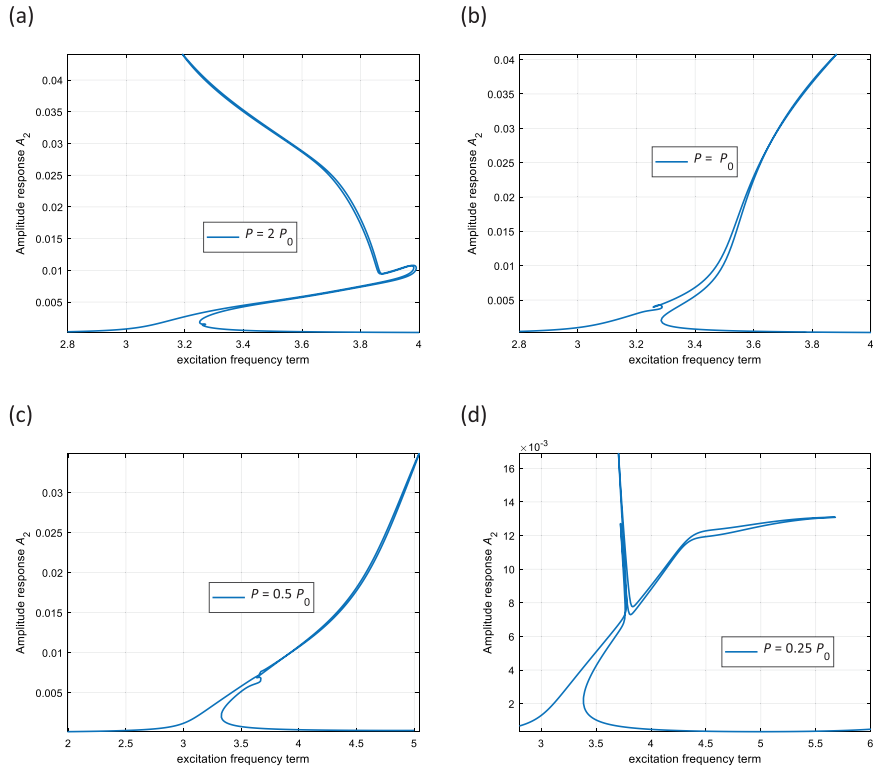 (a)
Amplitude response A2
0.04
0.035
0.03
0.025
0.02
0.015
0.01
0.005
P = 2 P0
2.8 3 3.2 3.4 3.6 3.8 4
excitation frequency term
(b)
Amplitude response A2
0.04
0.035
0.03
0.025
0.02
0.015
0.01
0.005
P = P0
2.8 3 3.2 3.4 3.6 3.8 4
excitation frequency term
(c)
Amplitude response A2
0.03
0.025
0.02
0.015
0.01
0.005
P = 0.5 P0
2 2.5 3 3.5 4 4.5 5
excitation frequency term
(d)
×10-3
Amplitude response A2
16
14
12
10
8
6
4
2
P = 0.25 P0
3 3.5 4 4.5 5 5.5 6
excitation frequency term